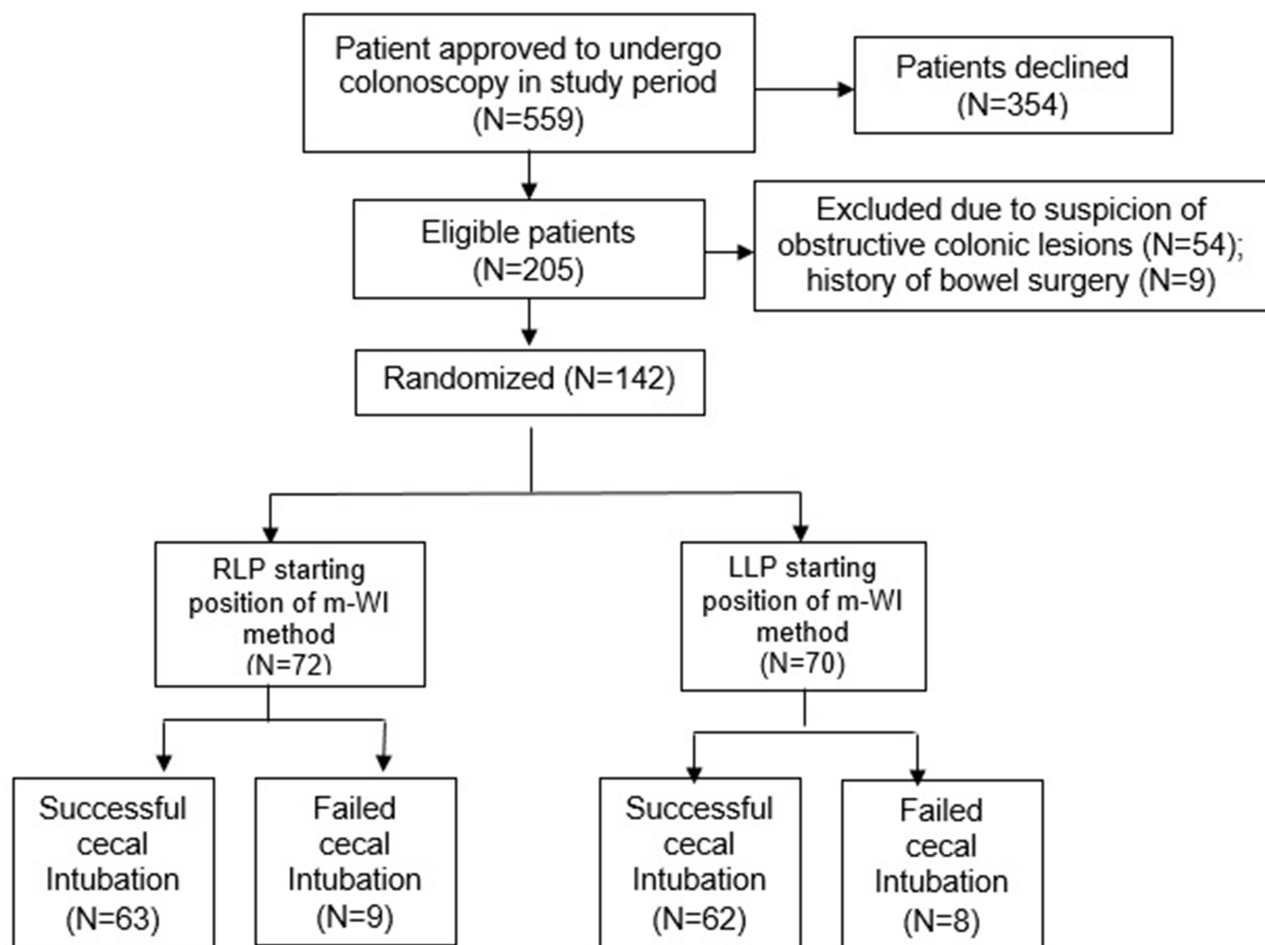 Patient approved to undergo
colonoscopy in study period
(N=559)
Patients declined
(N=354)
Eligible patients
(N=205)
Excluded due to suspicion of
obstructive colonic lesions (N=54);
history of bowel surgery (N=9)
Randomized (N=142)
RLP starting
position of m-WI
method
(N=72)
LLP starting
position of m-WI
method
(N=70)
Successful
cecal
Intubation
(N=63)
Failed
cecal
Intubation
(N=9)
Successful
cecal
Intubation
(N=62)
Failed
cecal
Intubation
(N=8)